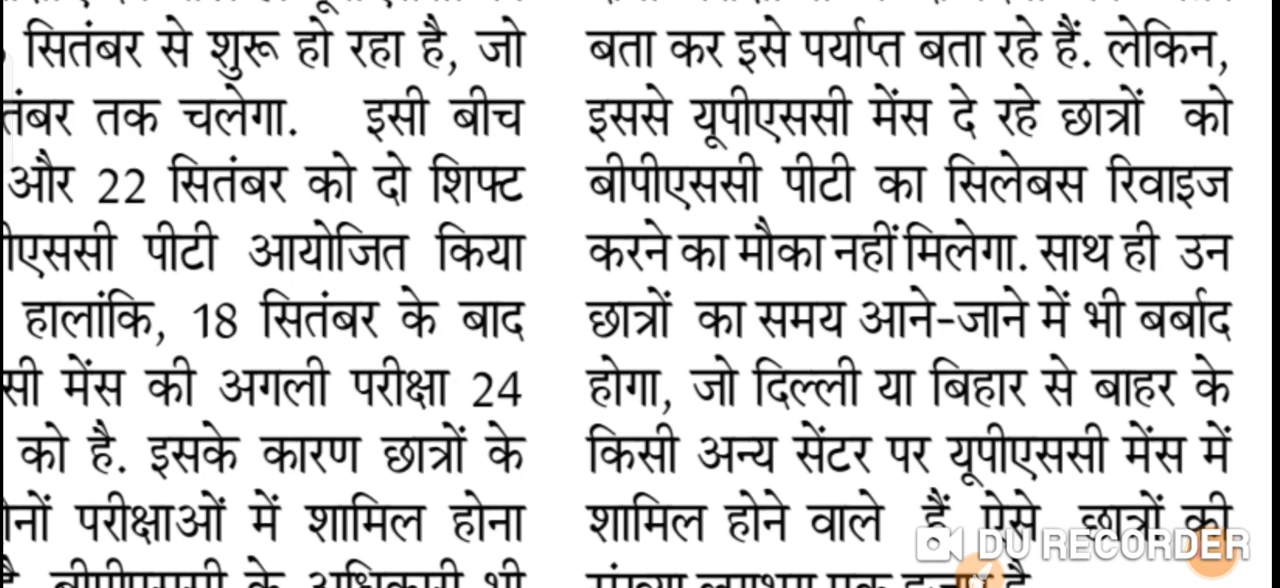 सितंबर से शुरू हो रहा है, जो
तक चलेगा. इसी बीच
और 22 सितंबर को दो शिफ्ट
पीटी आयोजित किया
हालांकि, 18 सितंबर के बाद
मेंस की अगली परीक्षा 24
को है. इसके कारण छात्रों के
परीक्षाओं में शामिल होना
बता कर इसे पर्याप्त बता रहे हैं. लेकिन,
इससे यूपीएससी मेंस दे रहे छात्रों को
बीपीएससी पीटी का सिलेबस रिवाइज
करने का मौका नहीं मिलेगा. साथ ही उन
छात्रों का समय आने-जाने में भी बर्बाद
होगा, जो दिल्ली या बिहार से बाहर के
किसी अन्य सेंटर पर यूपीएससी मेंस में
शामिल होने वाले हैं. ऐसे छात्रों की
DU RECORDER